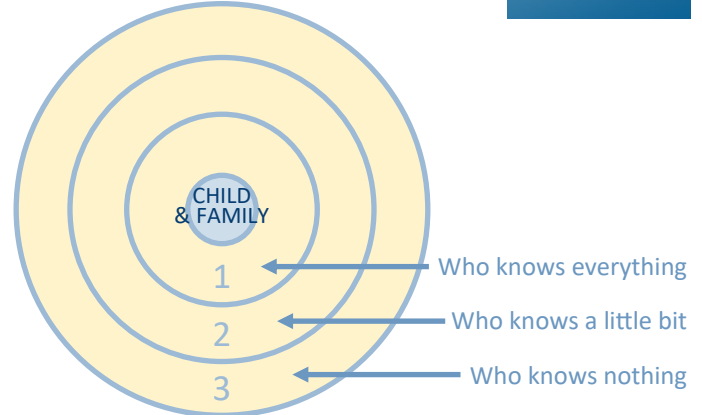 CHILD
& FAMILY
1
Who knows everything
2
Who knows a little bit
3
Who knows nothing